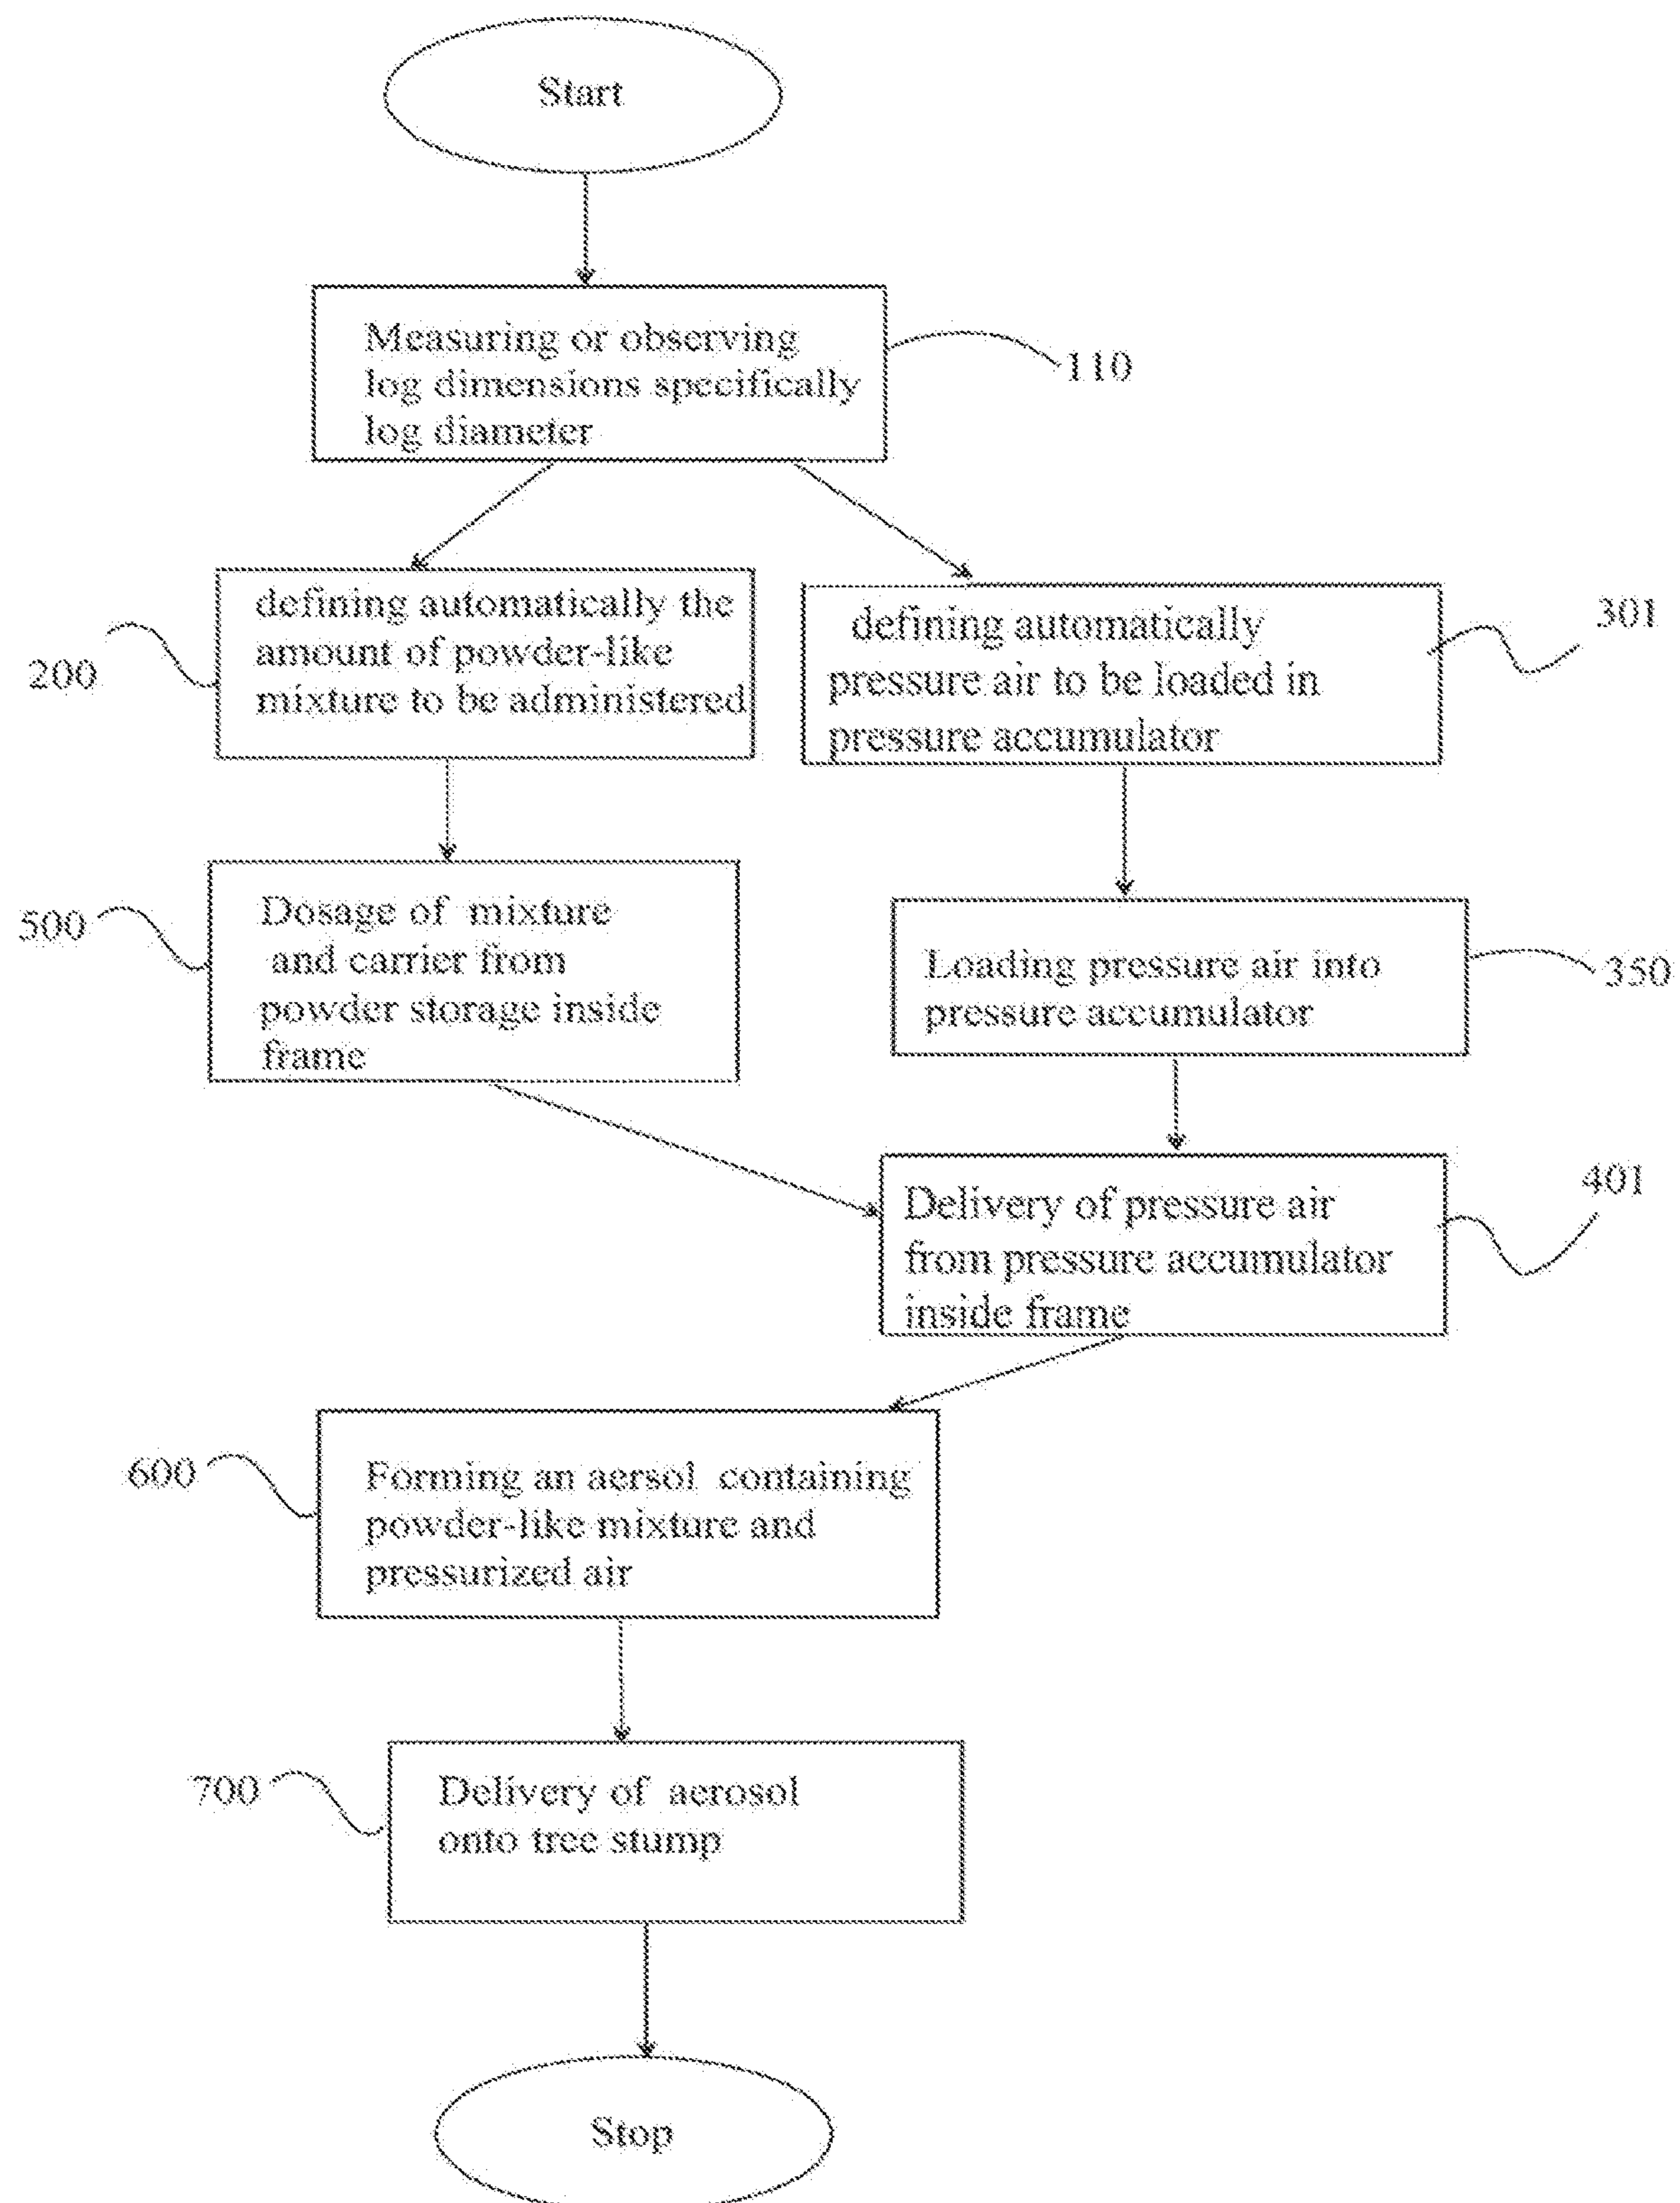 Start
Measuring or observing
log dimensions specifically
log diameter
110
defining automatically the
amount of powder-like
mixture to be administered
200
defining automatically
pressure air to be loaded in
pressure accumulator
301
Dosage of mixture
and carrier from
powder storage inside
frame
500
Loading pressure air into
pressure accumulator
350
Delivery of pressure air
from pressure accumulator
inside frame
401
Forming an aersol containing
powder-like mixture and
pressurized air
600
Delivery of aerosol
onto tree stump
700
Stop